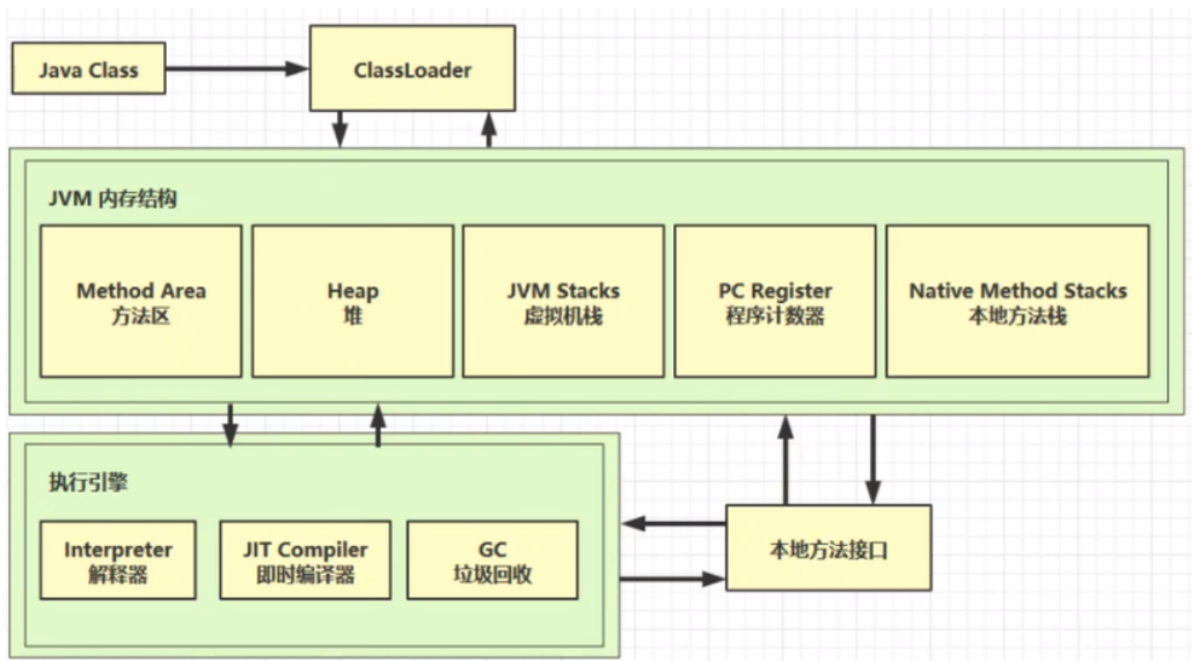 Java Class
ClassLoader
JVM 内存结构
Method Area
方法区
Heap
堆
JVM Stacks
虚拟机栈
PC Register
程序计数器
Native Method Stacks
本地方法栈
执行引擎
Interpreter
解释器
JIT Compiler
即时编译器
GC
垃圾回收
本地方法接口